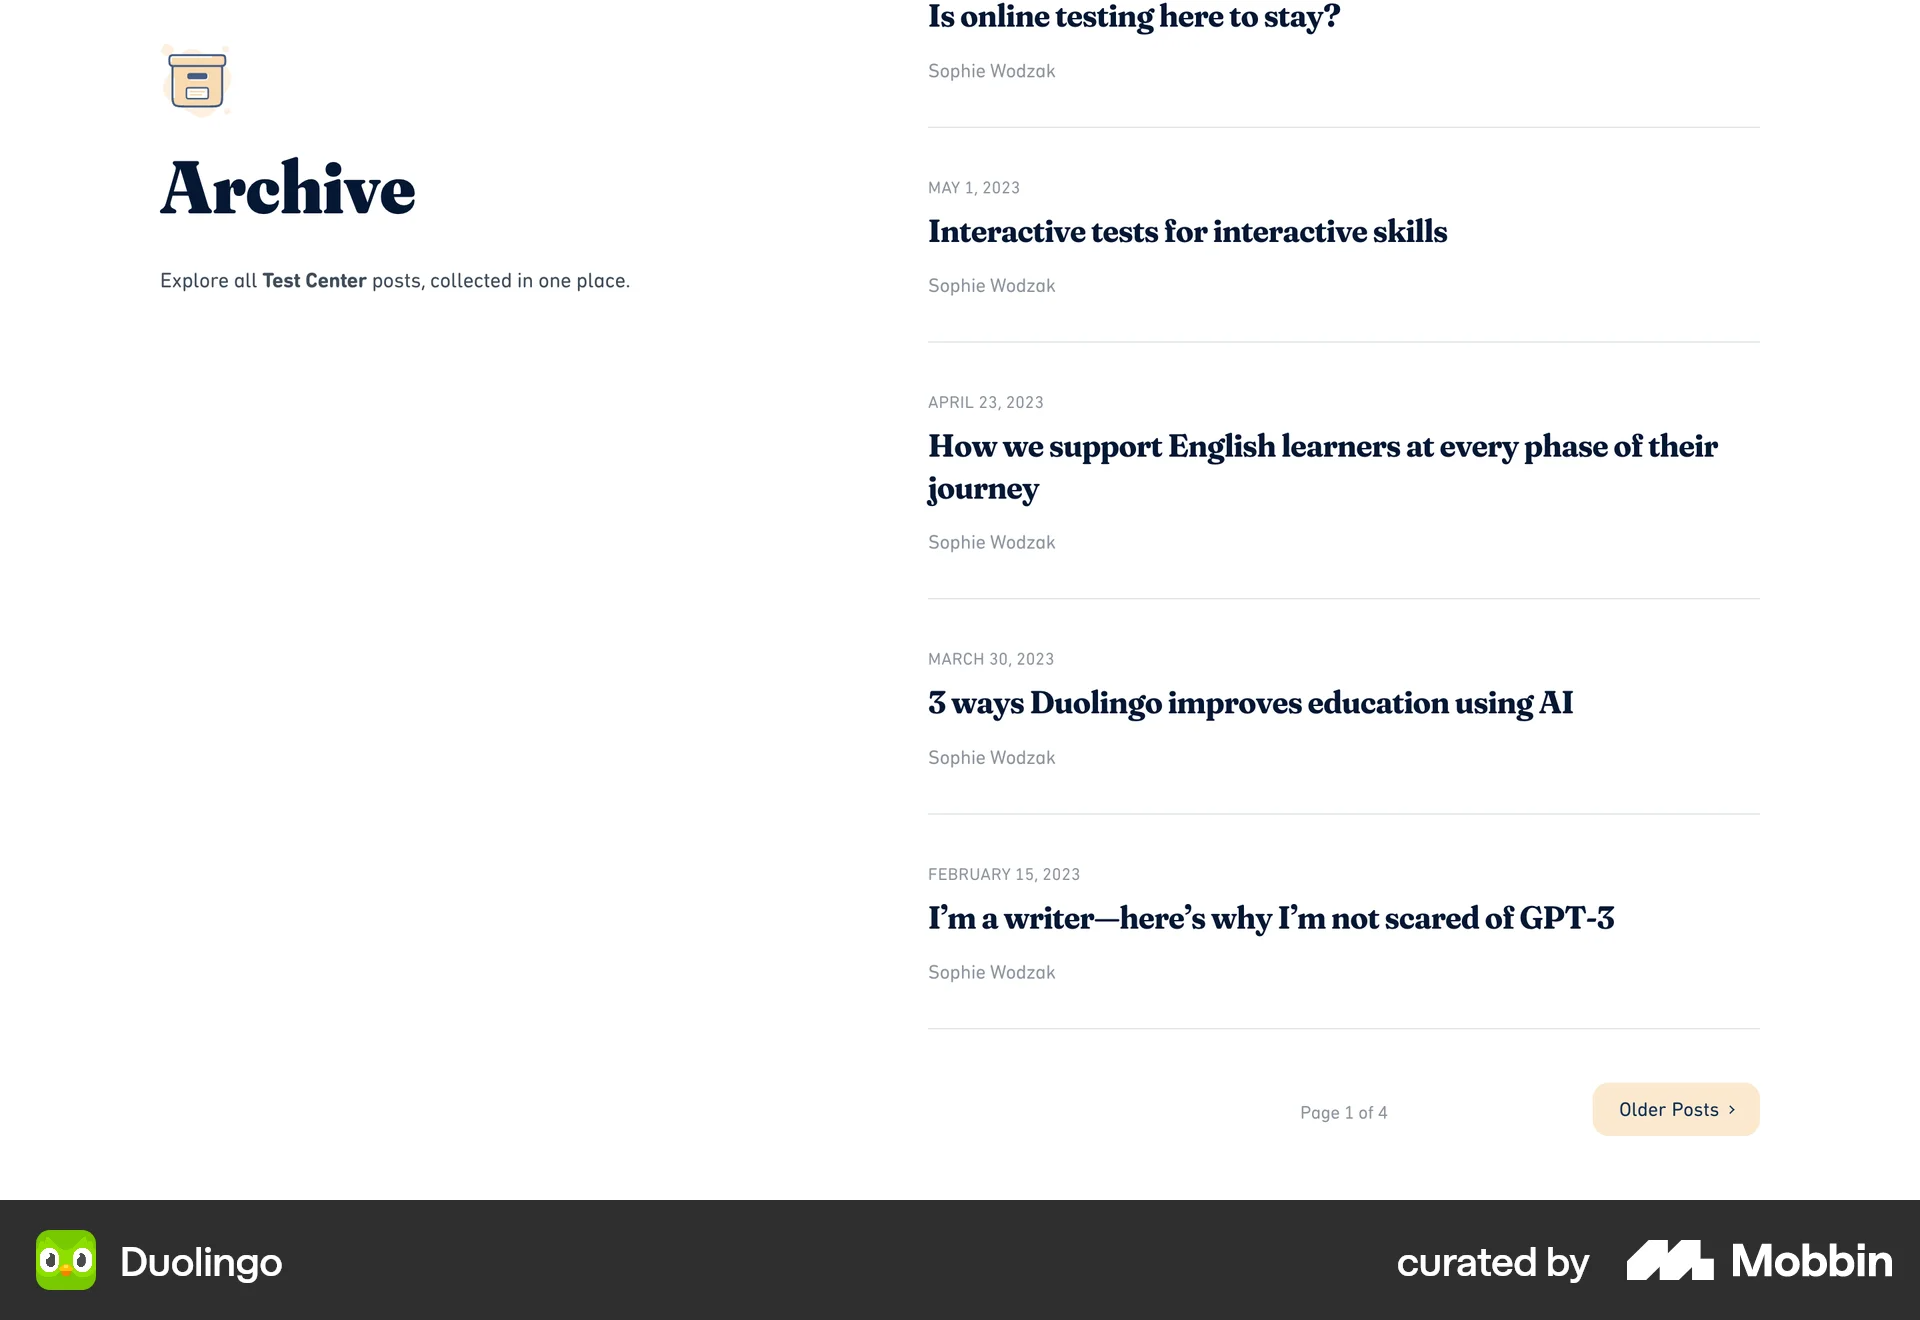 Archive
Explore all Test Center posts, collected in one place.
Is online testing here to stay?
Sophie Wodzak
MAY 1, 2023
Interactive tests for interactive skills
Sophie Wodzak
APRIL 23, 2023
How we support English learners at every phase of their
journey
Sophie Wodzak
MARCH 30, 2023
3 ways Duolingo improves education using AI
Sophie Wodzak
FEBRUARY 15, 2023
I’m a writer—here’s why I’m not scared of GPT-3
Sophie Wodzak
Page 1 of 4
Older Posts ›
Duolingo
curated by Mobbin